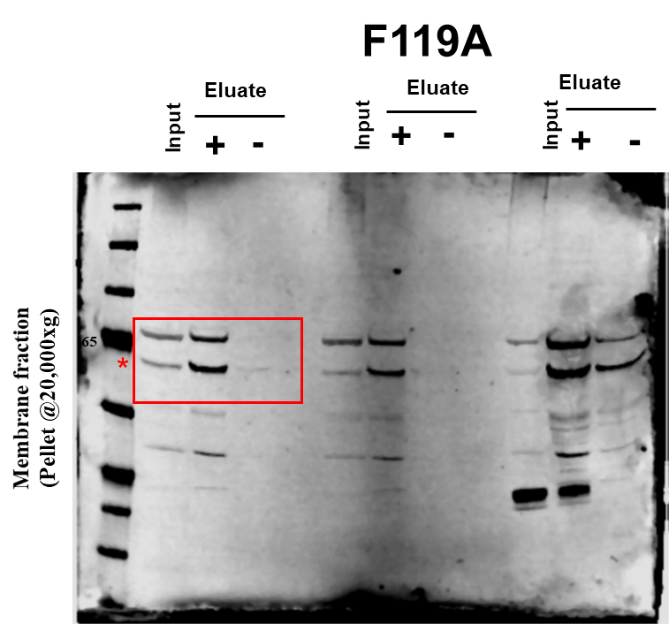 F119A
Input
Eluate
+ -
Input
Eluate
+ -
Input
Eluate
+ -
65
*
Membrane fraction
(Pellet @20,000xg)